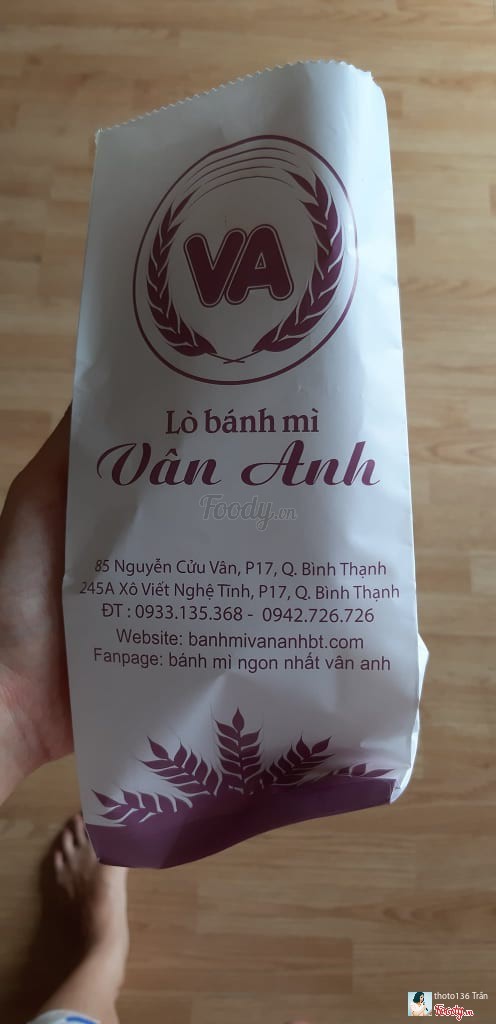 VA
Lò bánh mì
Vân Anh
Foody.vn
85 Nguyễn Cửu Vân, P17, Q. Bình Thạnh
245A Xô Viết Nghệ Tĩnh, P17, Q. Bình Thạnh
ĐT : 0933.135.368 - 0942.726.726
Website: banhmivananhbt.com
Fanpage: bánh mì ngon nhất vân anh
thoto136 Trần
Foody.vn